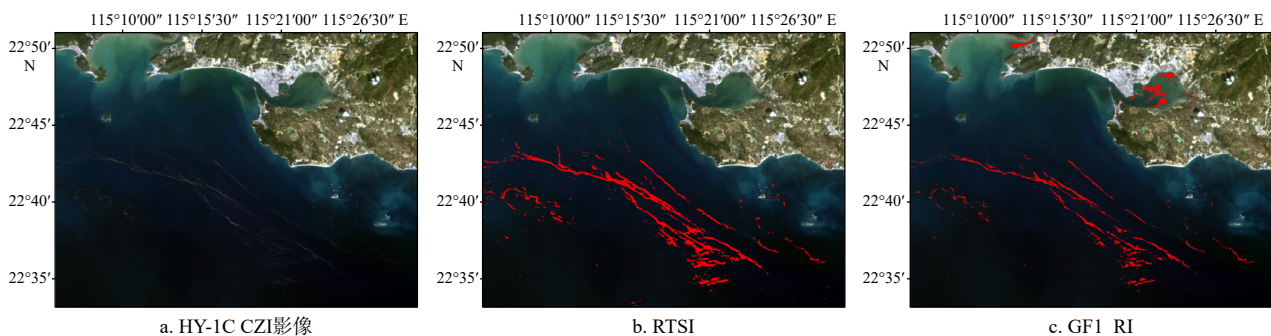 115°10′00″ 115°15′30″ 115°21′00″ 115°26′30″ E
115°10′00″ 115°15′30″ 115°21′00″ 115°26′30″ E
115°10′00″ 115°15′30″ 115°21′00″ 115°26′30″ E
22°50′
N
22°45′
22°40′
22°35′
22°50′
N
22°45′
22°40′
22°35′
22°50′
N
22°45′
22°40′
22°35′
a. HY-1C CZI影像
b. RTSI
c. GF1_RI